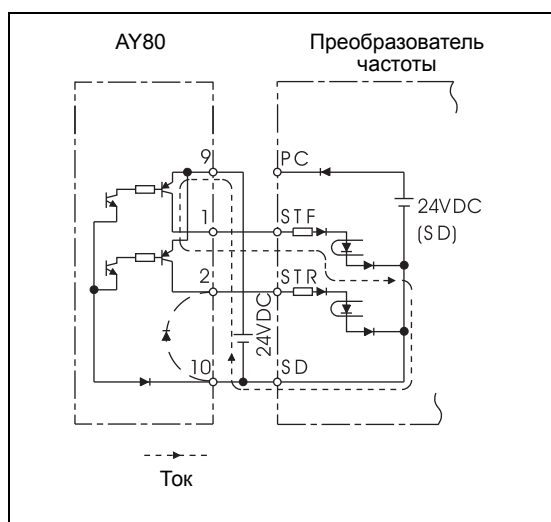 AY80
Преобразователь
частоты
9
PC
24VDC
(SD)
1
STF
2
STR
24VDC
10
SD
Ток